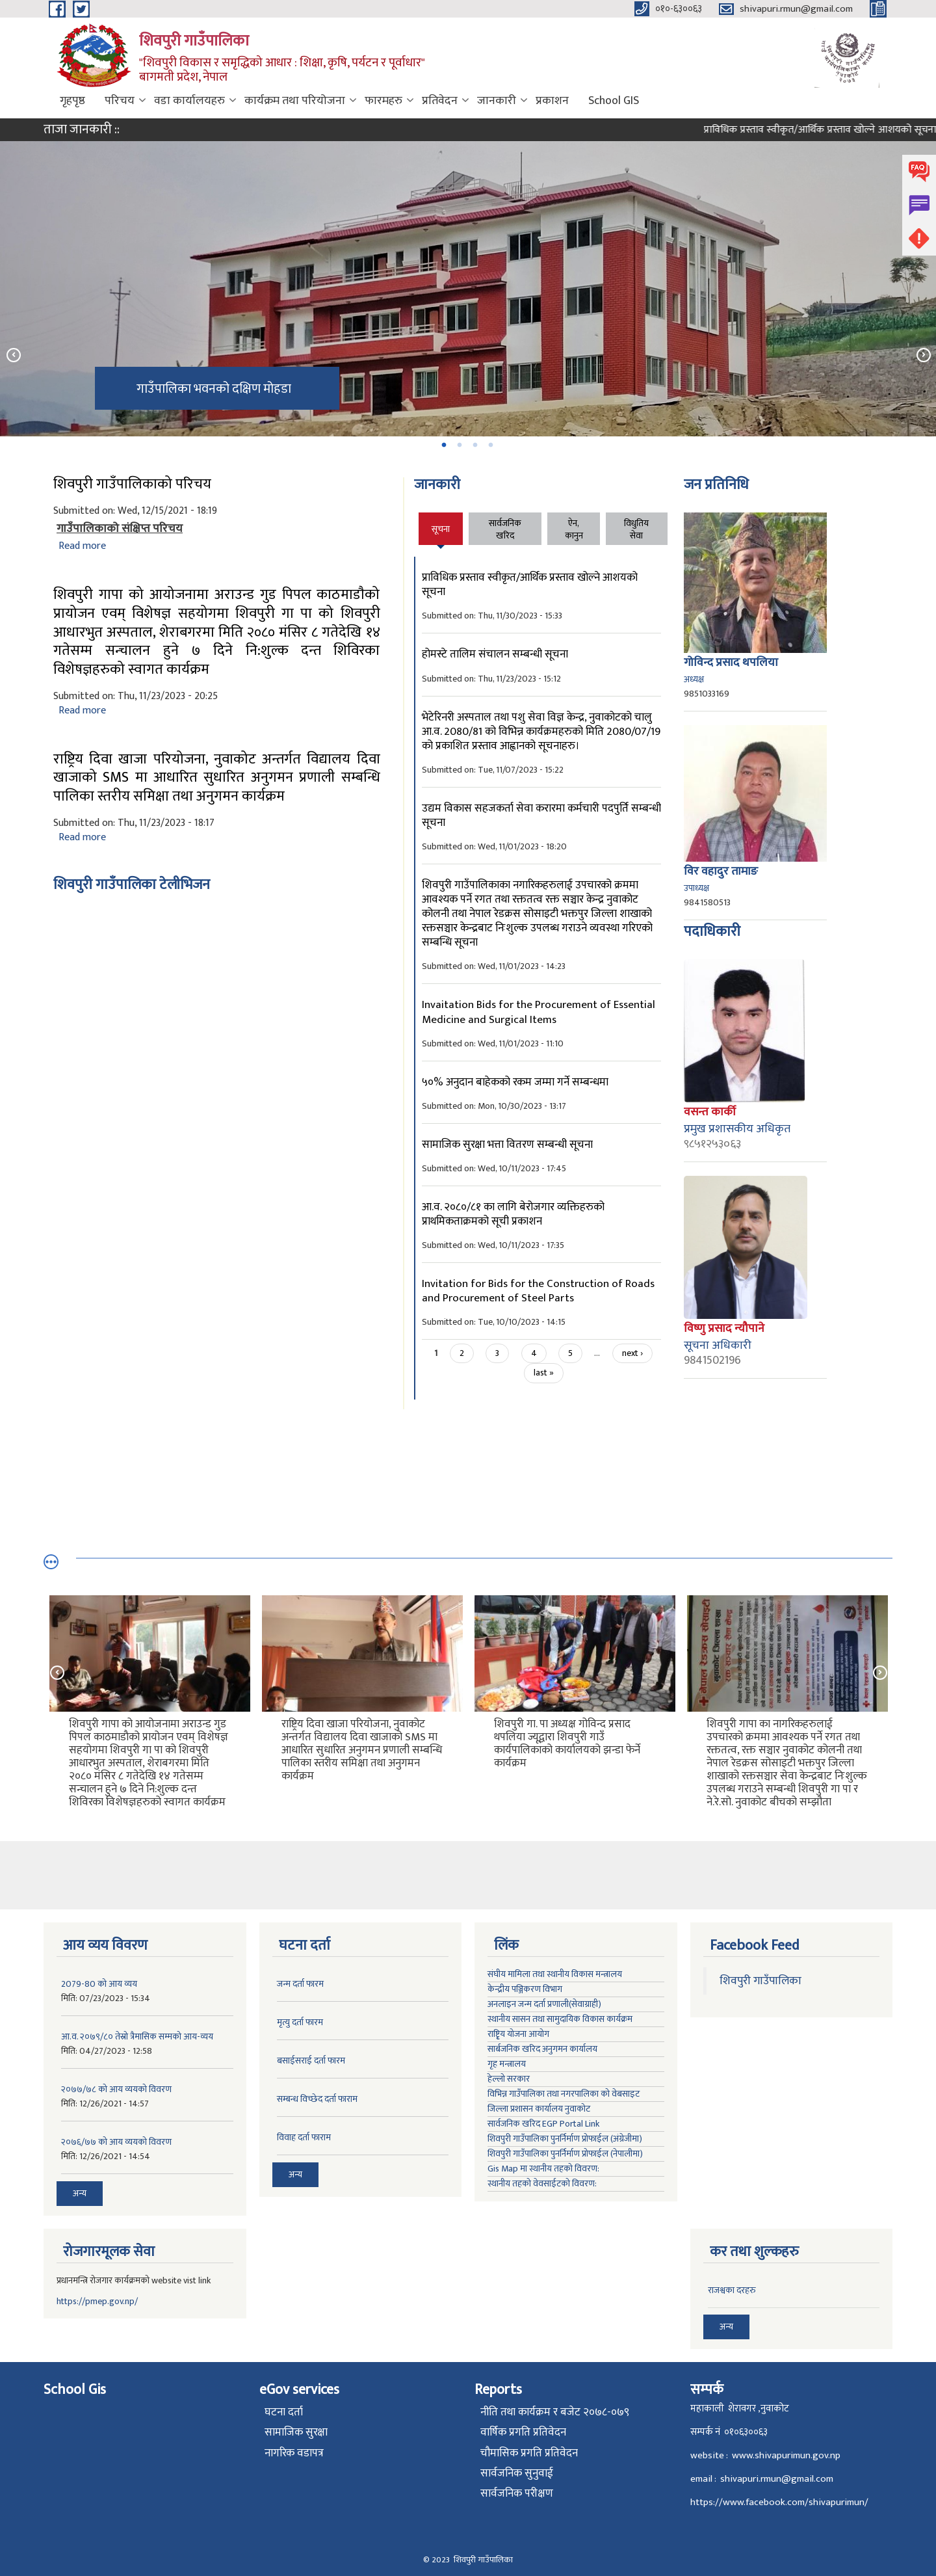 ०१०-६३००६३
shivapuri.rmun@gmail.com
शिवपुरी गाउँपालिका
"शिवपुरी विकास र समृद्धिको आधार : शिक्षा, कृषि, पर्यटन र पूर्वाधार"
बागमती प्रदेश, नेपाल
गृहपृष्ठ परिचय वडा कार्यालयहरु कार्यक्रम तथा परियोजना फारमहरु प्रतिवेदन जानकारी प्रकाशन School GIS
ताजा जानकारी ::
प्राविधिक प्रस्ताव स्वीकृत/आर्थिक प्रस्ताव खोल्ने आशयको सूचना
FAQ
गाउँपालिका भवनको दक्षिण मोहडा
शिवपुरी गाउँपालिकाको परिचय
Submitted on: Wed, 12/15/2021 - 18:19
गाउँपालिकाको संक्षिप्त परिचय
Read more
शिवपुरी गापा को आयोजनामा अराउन्ड गुड पिपल काठमाडौको
प्रायोजन एवम् विशेषज्ञ सहयोगमा शिवपुरी गा पा को शिवपुरी
आधारभुत अस्पताल, शेराबगरमा मिति २०८० मंसिर ८ गतेदेखि १४
गतेसम्म सन्चालन हुने ७ दिने नि:शुल्क दन्त शिविरका
विशेषज्ञहरुको स्वागत कार्यक्रम
Submitted on: Thu, 11/23/2023 - 20:25
Read more
राष्ट्रिय दिवा खाजा परियोजना, नुवाकोट अन्तर्गत विद्यालय दिवा
खाजाको SMS मा आधारित सुधारित अनुगमन प्रणाली सम्बन्धि
पालिका स्तरीय समिक्षा तथा अनुगमन कार्यक्रम
Submitted on: Thu, 11/23/2023 - 18:17
Read more
शिवपुरी गाउँपालिका टेलीभिजन
जानकारी
सूचना
सार्वजनिक
खरिद
ऐन,
कानुन
विधुतिय
सेवा
प्राविधिक प्रस्ताव स्वीकृत/आर्थिक प्रस्ताव खोल्ने आशयको
सूचना
Submitted on: Thu, 11/30/2023 - 15:33
होमस्टे तालिम संचालन सम्बन्धी सूचना
Submitted on: Thu, 11/23/2023 - 15:12
भेटेरिनरी अस्पताल तथा पशु सेवा विज्ञ केन्द्र, नुवाकोटको चालु
आ.व. 2080/81 को विभिन्न कार्यक्रमहरुको मिति 2080/07/19
को प्रकाशित प्रस्ताव आह्वानको सूचनाहरु।
Submitted on: Tue, 11/07/2023 - 15:22
उद्यम विकास सहजकर्ता सेवा करारमा कर्मचारी पदपुर्ति सम्बन्धी
सूचना
Submitted on: Wed, 11/01/2023 - 18:20
शिवपुरी गाउँपालिकाका नगारिकहरुलाई उपचारको क्रममा
आवश्यक पर्ने रगत तथा रक्ततत्व रक्त सञ्चार केन्द्र नुवाकोट
कोलनी तथा नेपाल रेडक्रस सोसाइटी भक्तपुर जिल्ला शाखाको
रक्तसञ्चार केन्द्रबाट निःशुल्क उपलब्ध गराउने व्यवस्था गरिएको
सम्बन्धि सूचना
Submitted on: Wed, 11/01/2023 - 14:23
Invaitation Bids for the Procurement of Essential
Medicine and Surgical Items
Submitted on: Wed, 11/01/2023 - 11:10
५०% अनुदान बाहेकको रकम जम्मा गर्ने सम्बन्धमा
Submitted on: Mon, 10/30/2023 - 13:17
सामाजिक सुरक्षा भत्ता वितरण सम्बन्धी सूचना
Submitted on: Wed, 10/11/2023 - 17:45
आ.व. २०८०/८१ का लागि बेरोजगार व्यक्तिहरुको
प्राथमिकताक्रमको सूची प्रकाशन
Submitted on: Wed, 10/11/2023 - 17:35
Invitation for Bids for the Construction of Roads
and Procurement of Steel Parts
Submitted on: Tue, 10/10/2023 - 14:15
1 2 3 4 5 … next ›
last »
जन प्रतिनिधि
गोविन्द प्रसाद थपलिया
अध्यक्ष
9851033169
विर बहादुर तामाङ
उपाध्यक्ष
9841580513
पदाधिकारी
वसन्त कार्की
प्रमुख प्रशासकीय अधिकृत
९८५१२५३०६३
विष्णु प्रसाद न्यौपाने
सूचना अधिकारी
9841502196
शिवपुरी गापा को आयोजनामा अराउन्ड गुड
पिपल काठमाडौको प्रायोजन एवम् विशेषज्ञ
सहयोगमा शिवपुरी गा पा को शिवपुरी
आधारभुत अस्पताल, शेराबगरमा मिति
२०८० मंसिर ८ गतेदेखि १४ गतेसम्म
सन्चालन हुने ७ दिने नि:शुल्क दन्त
शिविरका विशेषज्ञहरुको स्वागत कार्यक्रम
राष्ट्रिय दिवा खाजा परियोजना, नुवाकोट
अन्तर्गत विद्यालय दिवा खाजाको SMS मा
आधारित सुधारित अनुगमन प्रणाली सम्बन्धि
पालिका स्तरीय समिक्षा तथा अनुगमन
कार्यक्रम
शिवपुरी गा. पा अध्यक्ष गोविन्द प्रसाद
थपलिया ज्यूद्वारा शिवपुरी गाउँ
कार्यपालिकाको कार्यालयको झन्डा फेर्ने
कार्यक्रम
शिवपुरी गापा का नागरिकहरुलाई
उपचारको क्रममा आवश्यक पर्ने रगत तथा
रक्ततत्व, रक्त सञ्चार नुवाकोट कोलनी तथा
नेपाल रेडक्रस सोसाइटी भक्तपुर जिल्ला
शाखाको रक्तसञ्चार सेवा केन्द्रबाट निःशुल्क
उपलब्ध गराउने सम्बन्धी शिवपुरी गा पा र
ने.रे.सो. नुवाकोट बीचको सम्झौता
आय व्यय विवरण
2079-80 को आय व्यय
मिति: 07/23/2023 - 15:34
आ.व. २०७९/८० तेस्रो त्रैमासिक सम्मको आय-व्यय
मिति: 04/27/2023 - 12:58
२०७७/७८ को आय व्ययको विवरण
मिति: 12/26/2021 - 14:57
२०७६/७७ को आय व्ययको विवरण
मिति: 12/26/2021 - 14:54
अन्य
घटना दर्ता
जन्म दर्ता फारम
मृत्यु दर्ता फारम
बसाईसराई दर्ता फारम
सम्बन्ध विच्छेद दर्ता फाराम
विवाह दर्ता फाराम
अन्य
लिंक
संघीय मामिला तथा स्थानीय विकास मन्त्रालय
केन्द्रीय पञ्जिकरण विभाग
अनलाइन जन्म दर्ता प्रणाली(सेवाग्राही)
स्थानीय सासन तथा सामुदायिक विकास कार्यक्रम
राष्ट्रिय योजना आयोग
सार्बजनिक खरिद अनुगमन कार्यालय
गृह मन्त्रालय
हेल्लो सरकार
विभिन्न गाउँपालिका तथा नगरपालिका को वेबसाइट
जिल्ला प्रशासन कार्यालय नुवाकोट
सार्वजनिक खरिद EGP Portal Link
शिवपुरी गाउँपालिका पुनर्निर्माण प्रोफाईल (अंग्रेजीमा)
शिवपुरी गाउँपालिका पुनर्निर्माण प्रोफाईल (नेपालीमा)
Gis Map मा स्थानीय तहको विवरण:
स्थानीय तहको वेवसाईटको विवरण:
Facebook Feed
शिवपुरी गाउँपालिका
रोजगारमूलक सेवा
प्रधानमन्त्रि रोजगार कार्यक्रमको website vist link
https://pmep.gov.np/
कर तथा शुल्कहरु
राजश्वका दरहरु
अन्य
School Gis
eGov services
घटना दर्ता
सामाजिक सुरक्षा
नागरिक वडापत्र
Reports
नीति तथा कार्यक्रम र बजेट २०७८-०७९
वार्षिक प्रगति प्रतिवेदन
चौमासिक प्रगति प्रतिवेदन
सार्वजनिक सुनुवाई
सार्वजनिक परीक्षण
सम्पर्क
महाकाली शेरावगर ,नुवाकोट
सम्पर्क नं ०१०६३००६३
website : www.shivapurimun.gov.np
email : shivapuri.rmun@gmail.com
https://www.facebook.com/shivapurimun/
© 2023 शिवपुरी गाउँपालिका